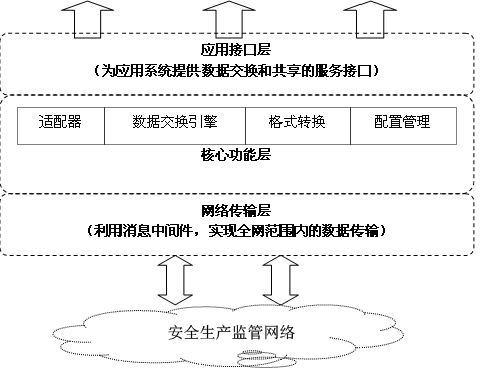 应用接口层
（为应用系统提供数据交换和共享的服务接口）
适配器 数据交换引擎 格式转换 配置管理
核心功能层
网络传输层
（利用消息中间件，实现全网范围内的数据传输）
安全生产监管网络